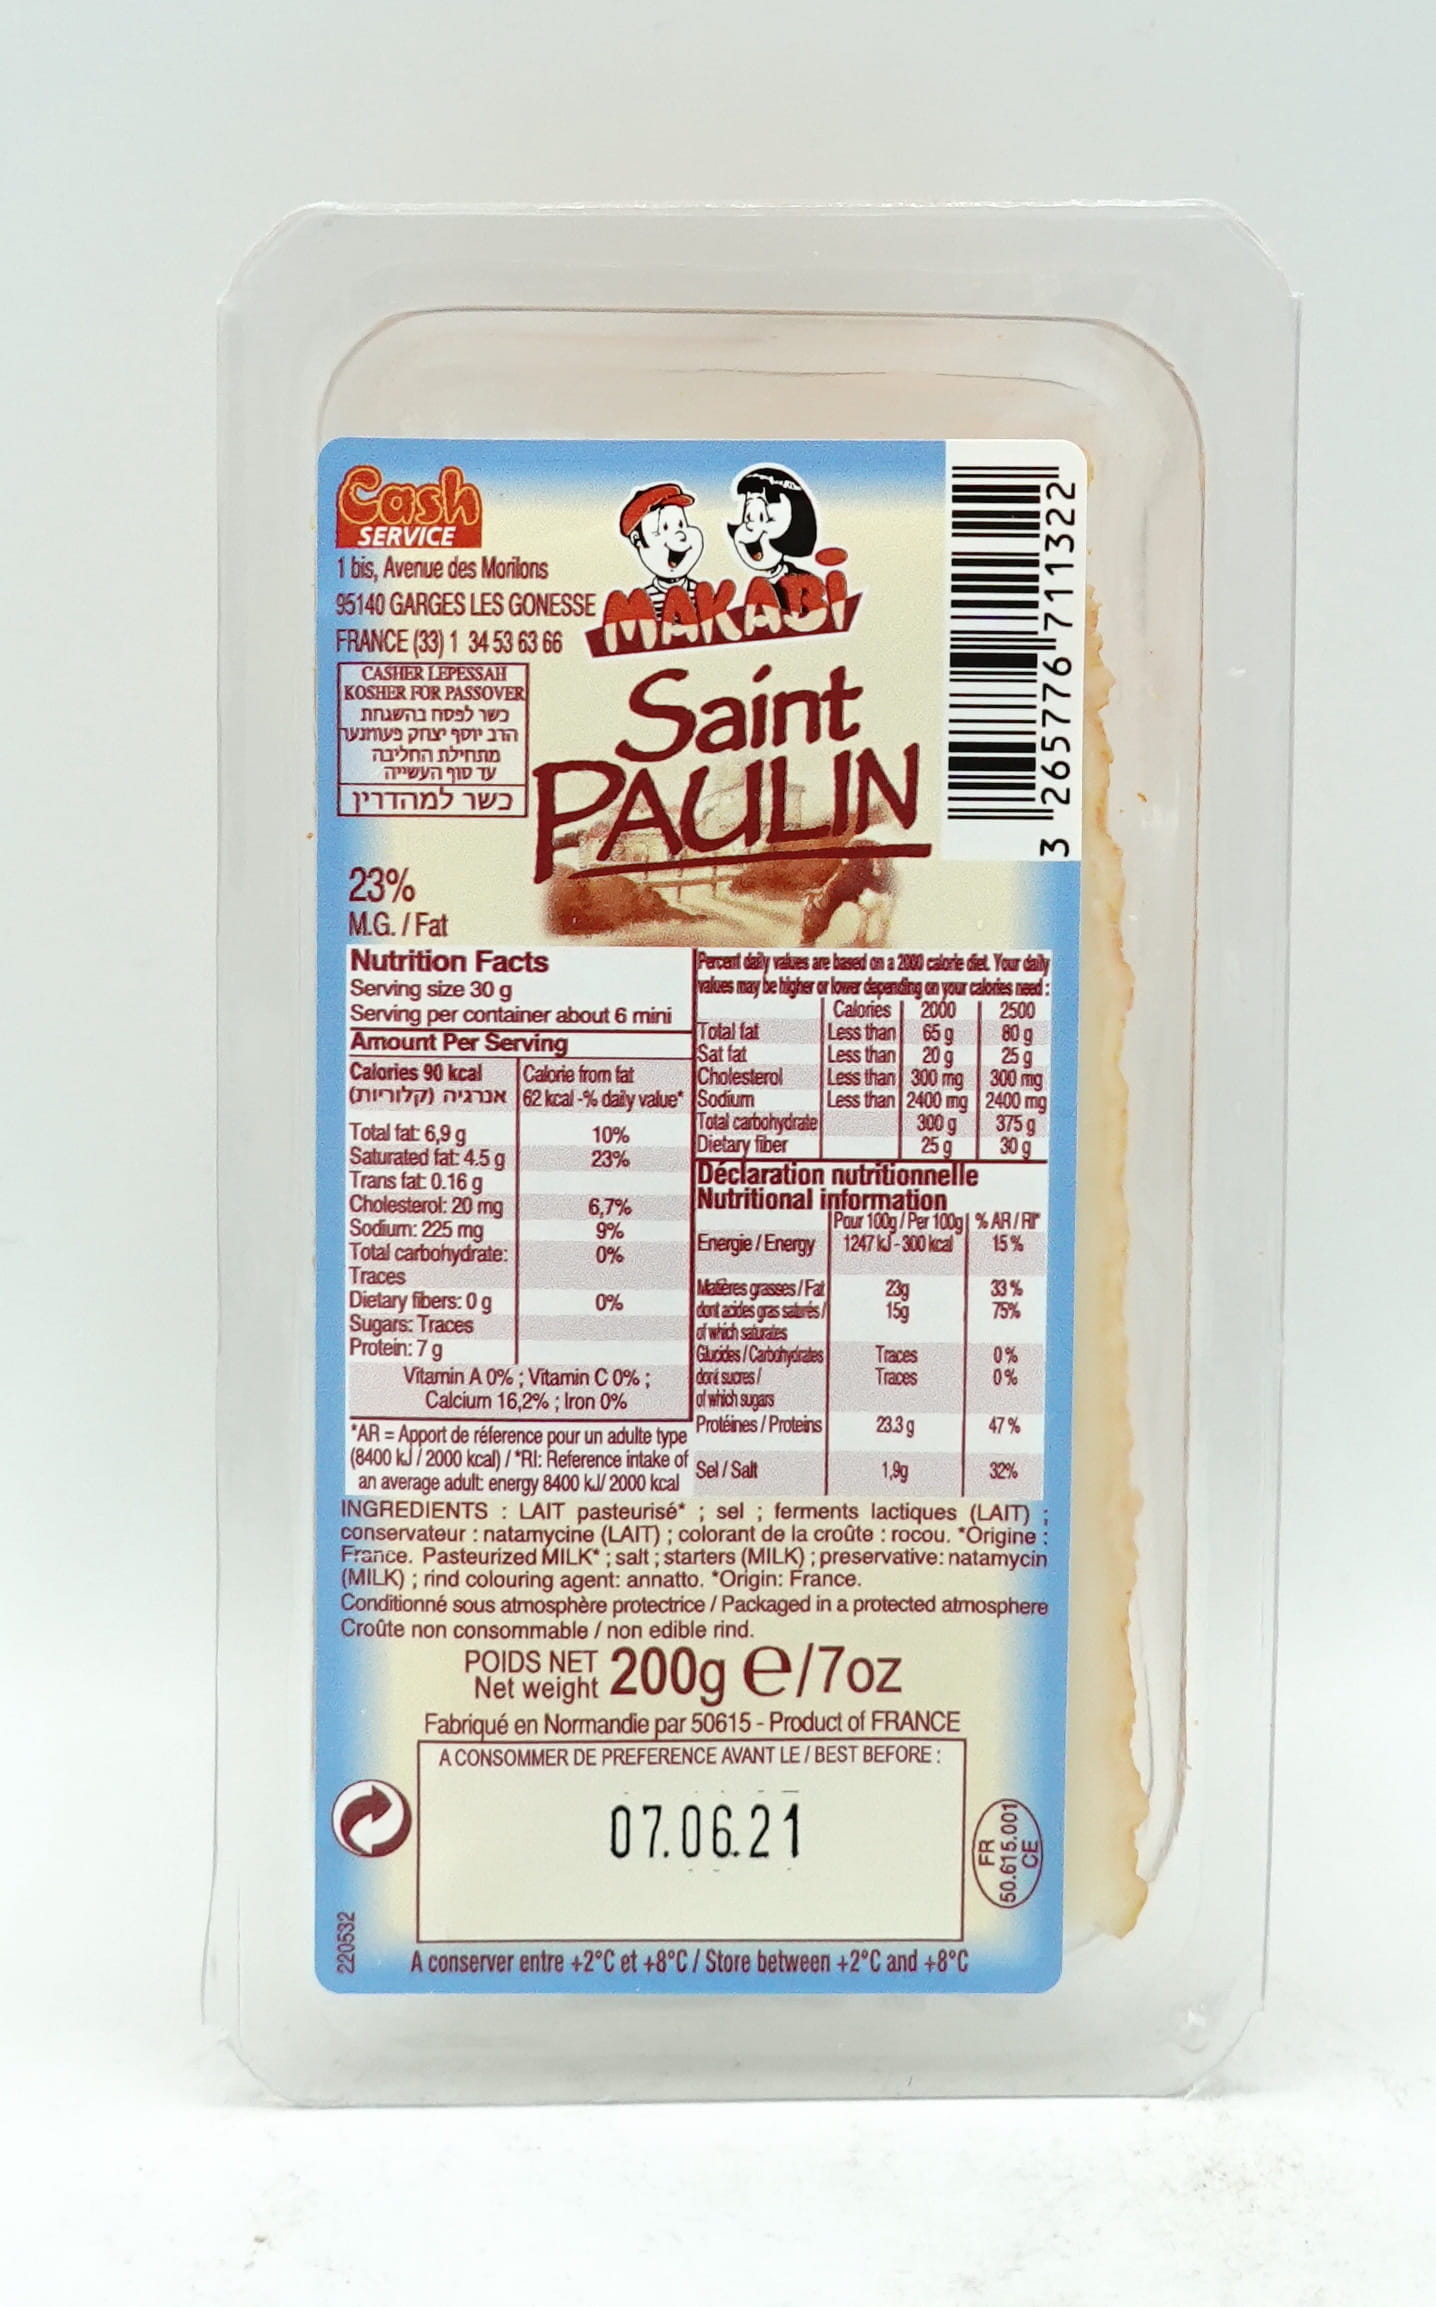 Cash
SERVICE
1 bis, Avenue des Morilons
95140 GARGES LES GONESSE
FRANCE (33) 1 34 53 63 66
CASHER LEPESSAH
KOSHER FOR PASSOVER
כשר לפסח בהשגחת
הרב יוסף יצחק
מתחילת החליבה
עד סוף העשייה
כשר למהדרין
MAKABI
Saint
PAULIN
3 265776 711322
23%
M.G. / Fat
Nutrition Facts
Serving size 30 g
Serving per container about 6 mini
Amount Per Serving
Calories 90 kcal Calorie from fat
אנרגיה (קלוריות) 62 kcal -% daily value*
Total fat: 6,9 g 10%
Saturated fat: 4.5 g 23%
Trans fat: 0.16 g
Cholesterol: 20 mg 6,7%
Sodium: 225 mg 9%
Total carbohydrate: 0%
Traces
Dietary fibers: 0 g 0%
Sugars: Traces
Protein: 7 g
Vitamin A 0% ; Vitamin C 0% ;
Calcium 16,2% ; Iron 0%
*AR = Apport de réference pour un adulte type
(8400 kJ / 2000 kcal) / *RI: Reference intake of
an average adult: energy 8400 kJ/ 2000 kcal
Percent daily values are based on a 2000 calorie diet. Your daily
values may be higher or lower depending on your calories need :
Calories 2000 2500
Total fat Less than 65 g 80 g
Sat fat Less than 20 g 25 g
Cholesterol Less than 300 mg 300 mg
Sodium Less than 2400 mg 2400 mg
Total carbohydrate 300 g 375 g
Dietary fiber 25 g 30 g
Déclaration nutritionnelle
Nutritional information
Pour 100g / Per 100g % AR / RI*
Energie / Energy 1247 kJ - 300 kcal 15 %
Matières grasses / Fat 23g 33 %
dont acides gras saturés / 15g 75%
of which saturates
Glucides / Carbohydrates Traces 0 %
dont sucres / Traces 0 %
of which sugars
Protéines / Proteins 23.3 g 47 %
Sel / Salt 1,9g 32%
INGREDIENTS : LAIT pasteurisé* ; sel ; ferments lactiques (LAIT) ;
conservateur : natamycine (LAIT) ; colorant de la croûte : rocou. *Origine :
France. Pasteurized MILK* ; salt ; starters (MILK) ; preservative: natamycin
(MILK) ; rind colouring agent: annatto. *Origin: France.
Conditionné sous atmosphère protectrice / Packaged in a protected atmosphere
Croûte non consommable / non edible rind.
POIDS NET
Net weight 200g e/7oz
Fabriqué en Normandie par 50615 - Product of FRANCE
A CONSOMMER DE PREFERENCE AVANT LE / BEST BEFORE :
07.06.21
FR
50.615.001
CE
220532
A conserver entre +2°C et +8°C / Store between +2°C and +8°C